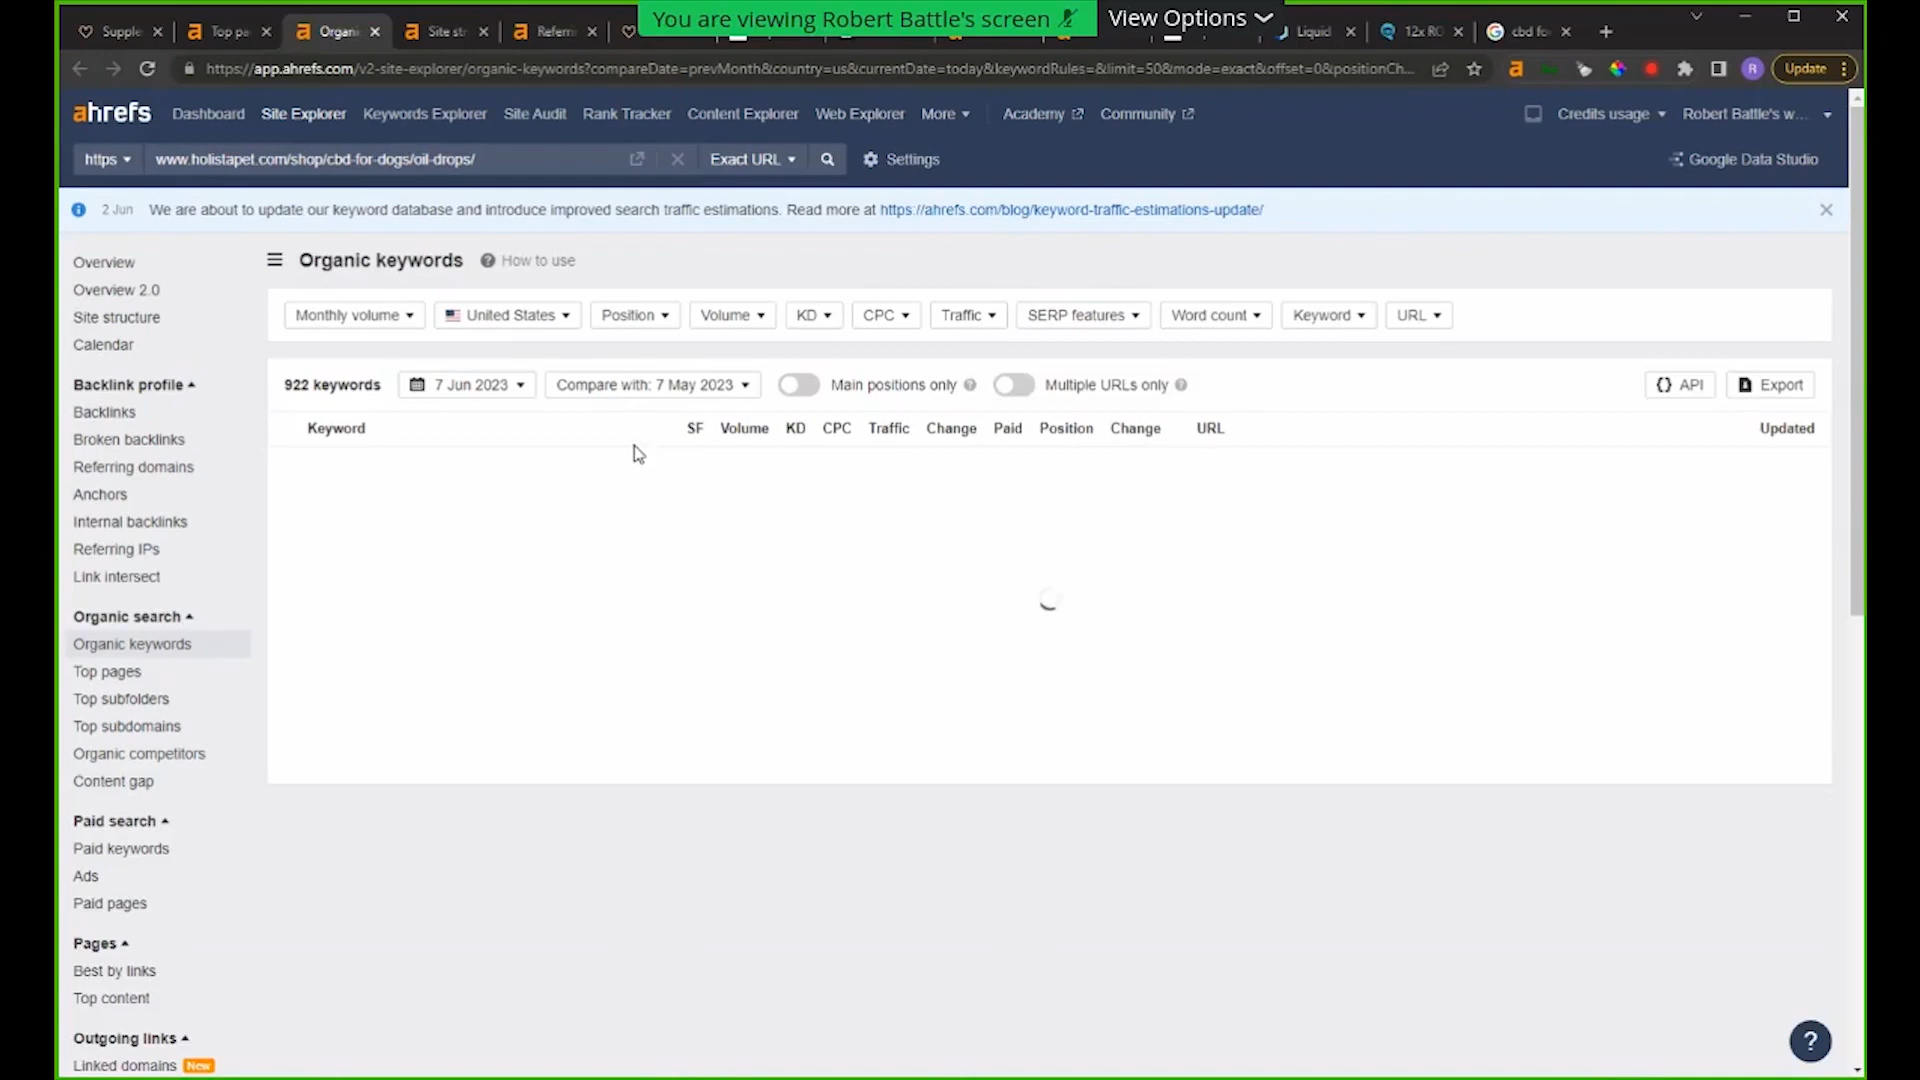 You are viewing Robert Battle's screen
View Options
Supple
Top pa
Organi
Site str
Referri
Liquid
12x RO
cbd fo
https://app.ahrefs.com/v2-site-explorer/organic-keywords?compareDate=prevMonth&country=us&currentDate=today&keywordRules=&limit=50&mode=exact&offset=0&positionCh...
R
Update
ahrefs
Dashboard
Site Explorer
Keywords Explorer
Site Audit
Rank Tracker
Content Explorer
Web Explorer
More
Academy
Community
Credits usage
Robert Battle's w...
https
www.holistapet.com/shop/cbd-for-dogs/oil-drops/
Exact URL
Settings
Google Data Studio
2 Jun We are about to update our keyword database and introduce improved search traffic estimations. Read more at https://ahrefs.com/blog/keyword-traffic-estimations-update/
Overview
Overview 2.0
Site structure
Calendar
Backlink profile
Backlinks
Broken backlinks
Referring domains
Anchors
Internal backlinks
Referring IPs
Link intersect
Organic search
Organic keywords
Top pages
Top subfolders
Top subdomains
Organic competitors
Content gap
Paid search
Paid keywords
Ads
Paid pages
Pages
Best by links
Top content
Outgoing links
Linked domains New
Organic keywords
How to use
Monthly volume
United States
Position
Volume
KD
CPC
Traffic
SERP features
Word count
Keyword
URL
922 keywords
7 Jun 2023
Compare with: 7 May 2023
Main positions only
Multiple URLs only
API
Export
Keyword
SF
Volume
KD
CPC
Traffic
Change
Paid
Position
Change
URL
Updated
?